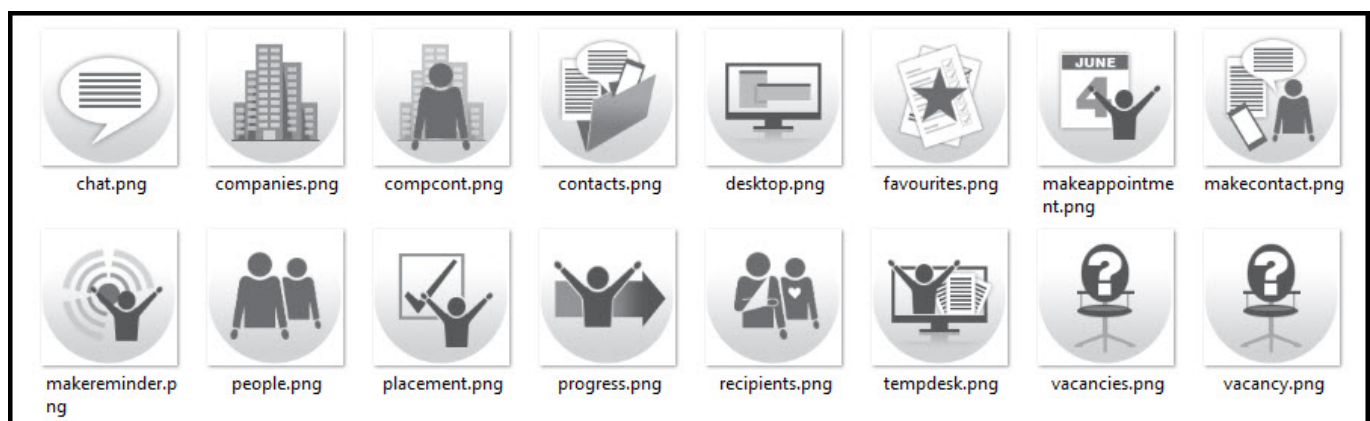 JUNE
4
chat.png
companies.png
compcont.png
contacts.png
desktop.png
favourites.png
makeappointme
nt.png
makecontact.png
?
?
makereminder.p
ng
people.png
placement.png
progress.png
recipients.png
tempdesk.png
vacancies.png
vacancy.png